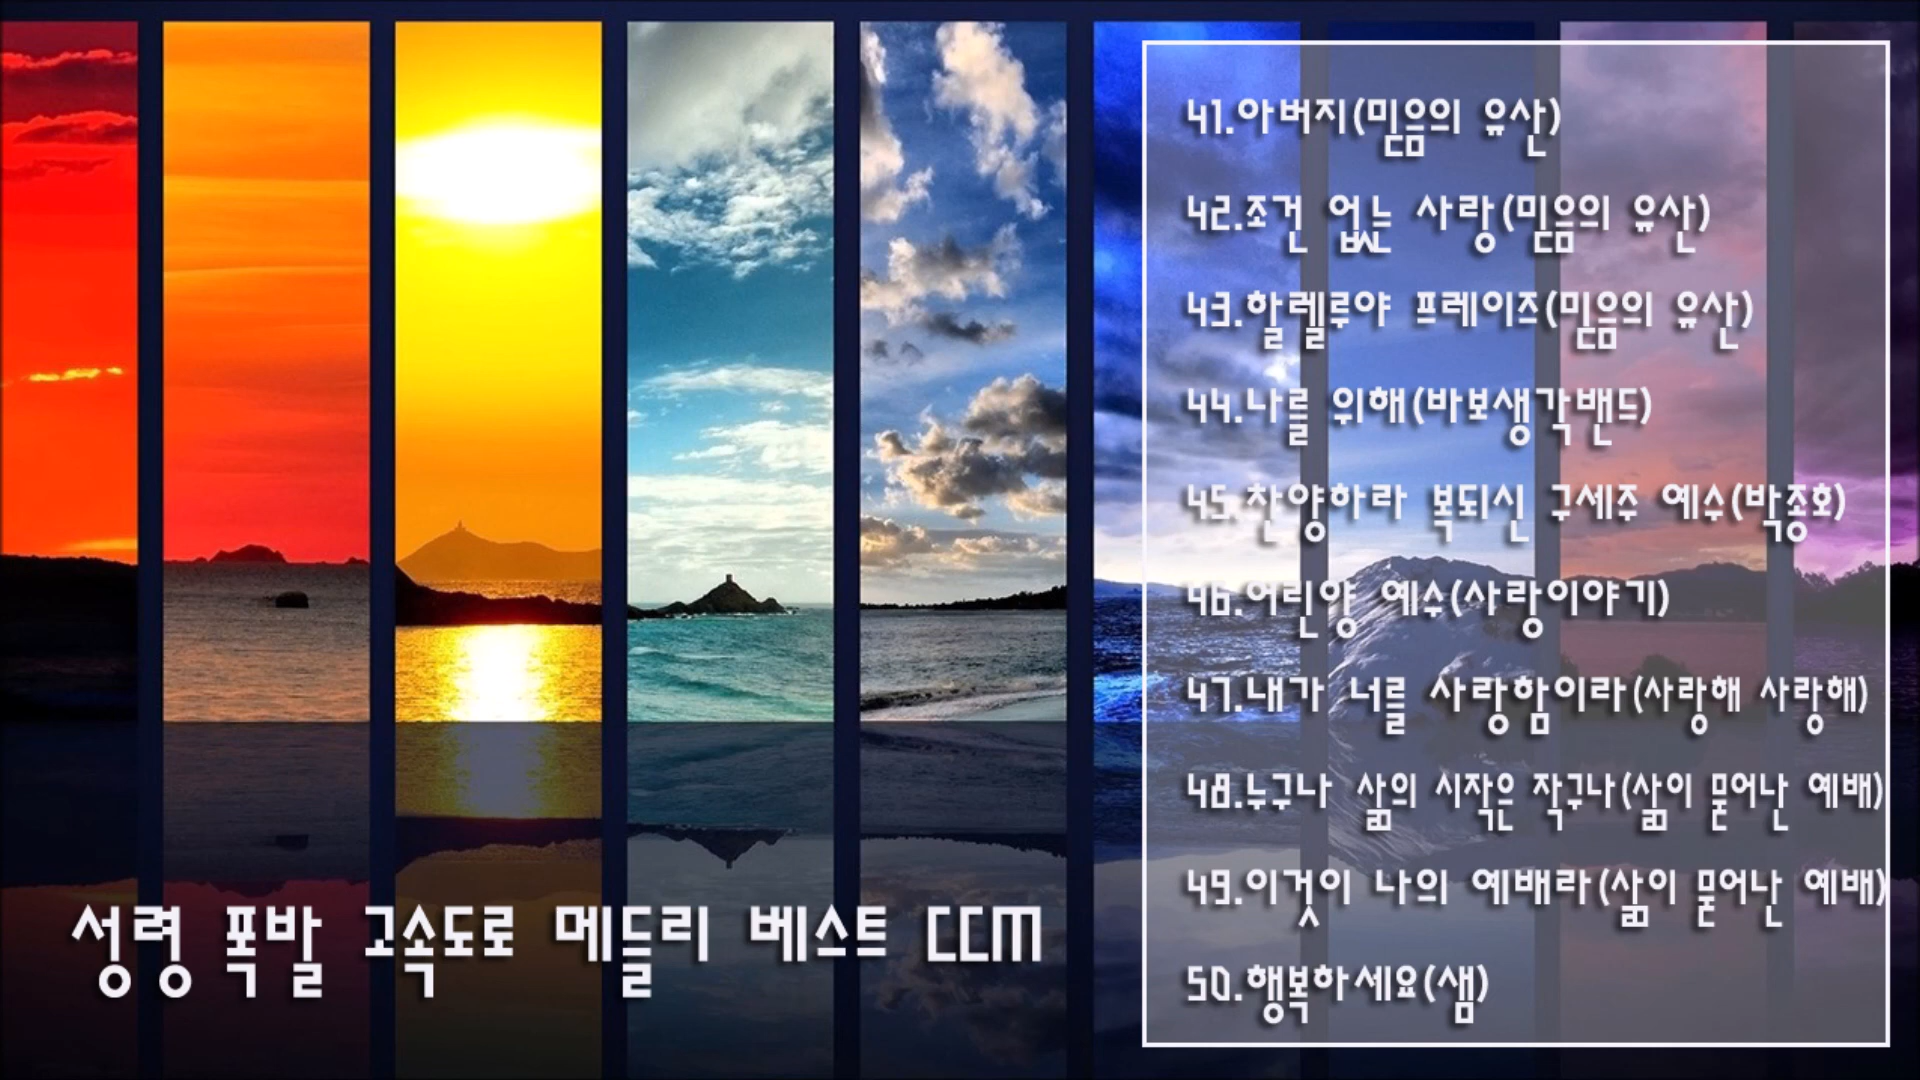 41.아버지(믿음의 유산)
42.조건 없는 사랑(믿음의 유산)
43.할렐루야 프레이즈(믿음의 유산)
44.나를 위해(바보생각밴드)
45.찬양하라 복되신 구세주 예수(박종호)
46.어린양 예수(사랑이야기)
47.내가 너를 사랑함이라(사랑해 사랑해)
48.누구나 삶의 시작은 작구나(삶이 묻어난 예배)
49.이것이 나의 예배라(삶이 묻어난 예배)
50.행복하세요(샘)
성령 폭발 고속도로 메들리 베스트 CCM